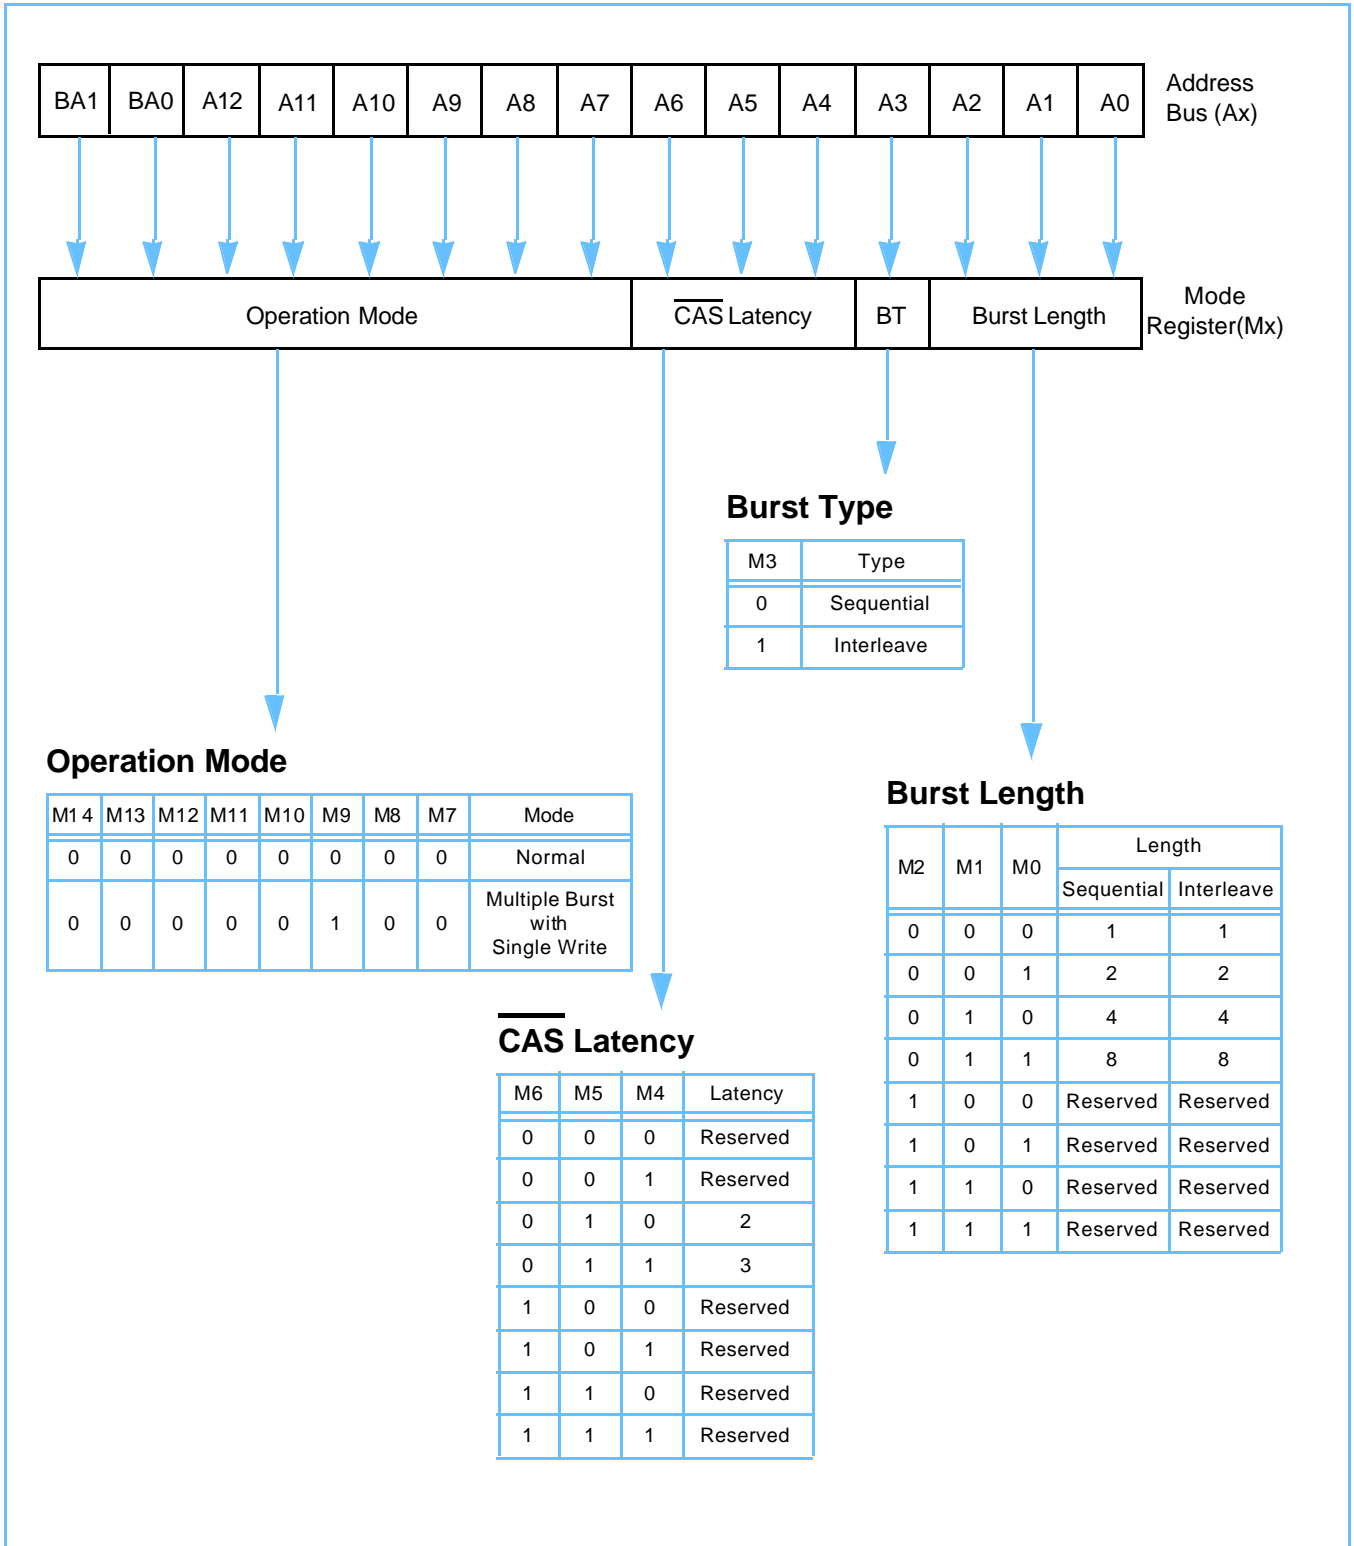 BA1 BA0 A12 A11 A10 A9 A8 A7 A6 A5 A4 A3 A2 A1 A0
Address
Bus (Ax)
Operation Mode CAS Latency BT Burst Length
Mode
Register(Mx)
Burst Type
M3 Type
0 Sequential
1 Interleave
Operation Mode
M14 M13 M12 M11 M10 M9 M8 M7 Mode
0 0 0 0 0 0 0 0 Normal
0 0 0 0 0 1 0 0 Multiple Burst
with
Single Write
Burst Length
M2 M1 M0 Length
Sequential Interleave
0 0 0 1 1
0 0 1 2 2
0 1 0 4 4
0 1 1 8 8
1 0 0 Reserved Reserved
1 0 1 Reserved Reserved
1 1 0 Reserved Reserved
1 1 1 Reserved Reserved
CAS Latency
M6 M5 M4 Latency
0 0 0 Reserved
0 0 1 Reserved
0 1 0 2
0 1 1 3
1 0 0 Reserved
1 0 1 Reserved
1 1 0 Reserved
1 1 1 Reserved